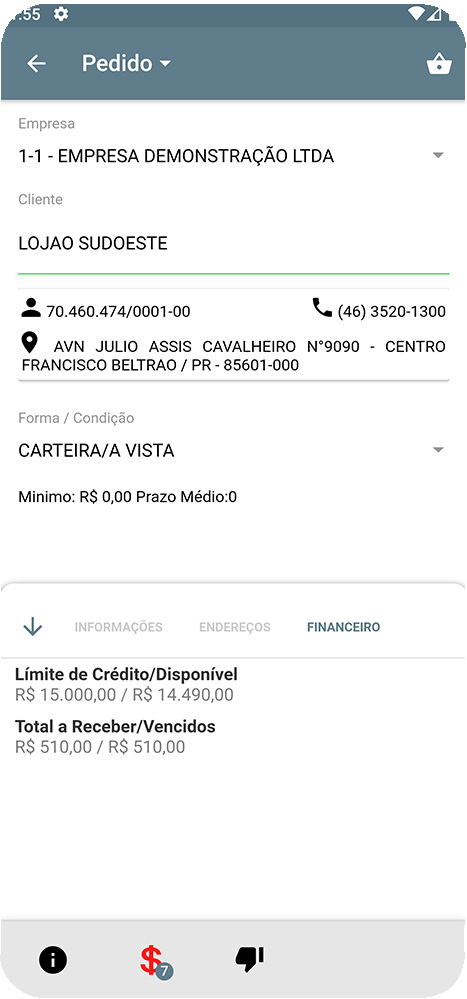 :55
Pedido
Empresa
1-1 - EMPRESA DEMONSTRAÇÃO LTDA
Cliente
LOJAO SUDOESTE
70.460.474/0001-00 (46) 3520-1300
AVN JULIO ASSIS CAVALHEIRO N°9090 - CENTRO
FRANCISCO BELTRAO / PR - 85601-000
Forma / Condição
CARTEIRA/A VISTA
Minimo: R$ 0,00 Prazo Médio:0
INFORMAÇÕES ENDEREÇOS FINANCEIRO
Límite de Crédito/Disponível
R$ 15.000,00 / R$ 14.490,00
Total a Receber/Vencidos
R$ 510,00 / R$ 510,00
$ 7